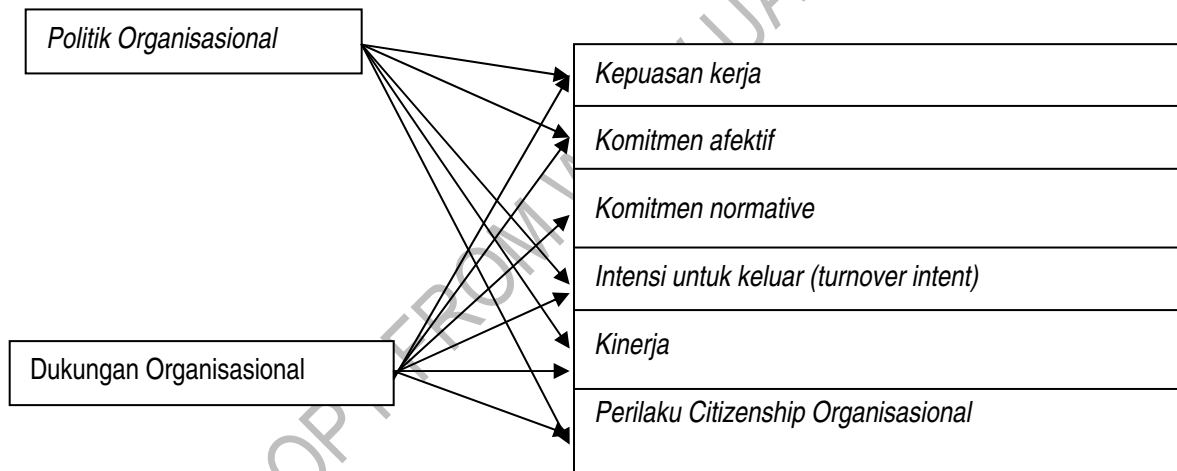 Politik Organisasional
Kepuasan kerja
Komitmen afektif
Komitmen normative
Intensi untuk keluar (turnover intent)
Kinerja
Dukungan Organisasional
Perilaku Citizenship Organisasional
FROM